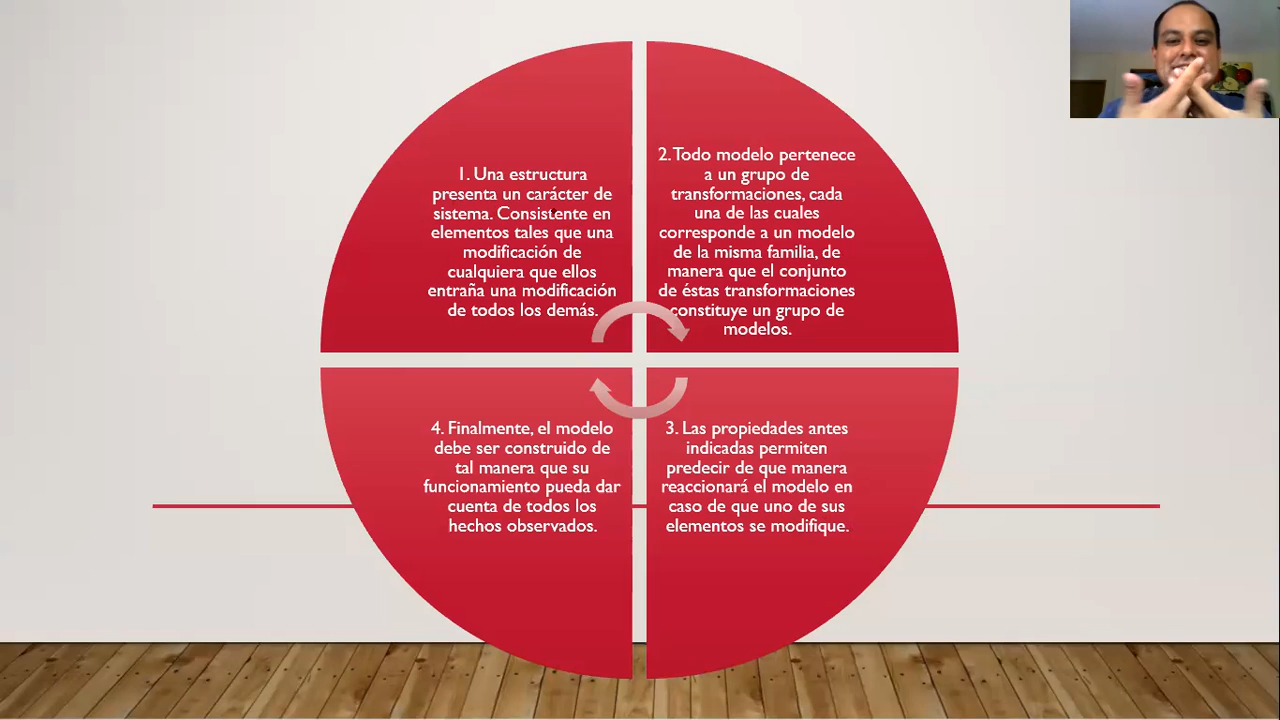 1. Una estructura
presenta un carácter de
sistema. Consistente en
elementos tales que una
modificación de
cualquiera que ellos
entraña una modificación
de todos los demás.
2. Todo modelo pertenece
a un grupo de
transformaciones, cada
una de las cuales
corresponde a un modelo
de la misma familia, de
manera que el conjunto
de éstas transformaciones
constituye un grupo de
modelos.
3. Las propiedades antes
indicadas permiten
predecir de que manera
reaccionará el modelo en
caso de que uno de sus
elementos se modifique.
4. Finalmente, el modelo
debe ser construido de
tal manera que su
funcionamiento pueda dar
cuenta de todos los
hechos observados.